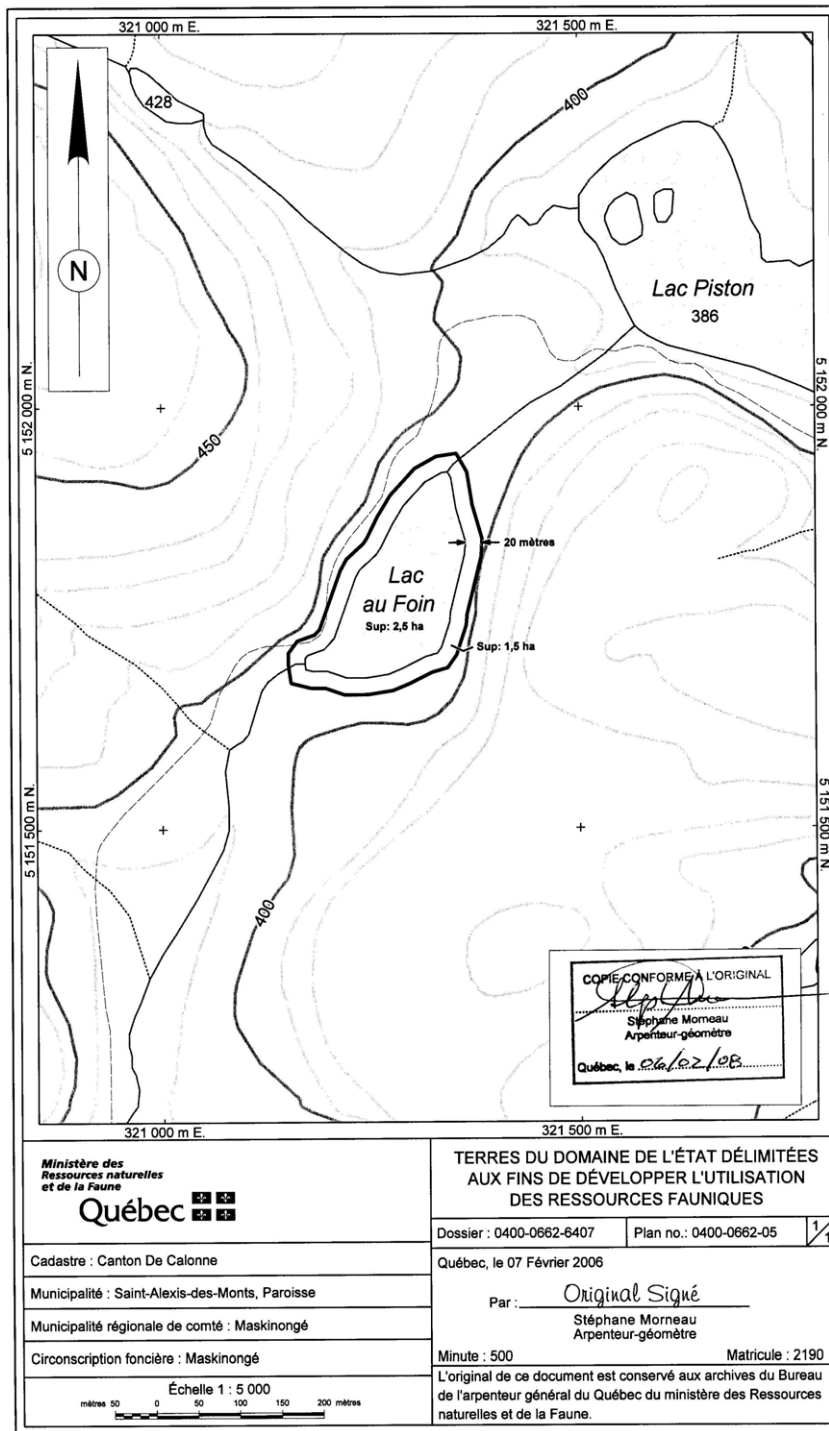 321 000 m E.
321 500 m E.
428
400
N
Lac Piston
386
5 152 000 m N.
5 152 000 m N.
450
20 mètres
Lac
au Foin
Sup: 2,5 ha
Sup: 1,5 ha
5 151 500 m N.
5 151 500 m N.
400
COPIE CONFORME À L'ORIGINAL
Stéphane Morneau
Arpenteur-géomètre
Québec, le 06/02/08
321 000 m E.
321 500 m E.
Ministère des
Ressources naturelles
et de la Faune
Québec
Cadastre : Canton De Calonne
Municipalité : Saint-Alexis-des-Monts, Paroisse
Municipalité régionale de comté : Maskinongé
Circonscription foncière : Maskinongé
Échelle 1 : 5 000
mètres 50 0 50 100 150 200 mètres
TERRES DU DOMAINE DE L'ÉTAT DÉLIMITÉES
AUX FINS DE DÉVELOPPER L'UTILISATION
DES RESSOURCES FAUNIQUES
Dossier : 0400-0662-6407 Plan no.: 0400-0662-05 1/1
Québec, le 07 Février 2006
Par : Original Signé
Stéphane Morneau
Arpenteur-géomètre
Minute : 500 Matricule : 2190
L'original de ce document est conservé aux archives du Bureau
de l'arpenteur général du Québec du ministère des Ressources
naturelles et de la Faune.